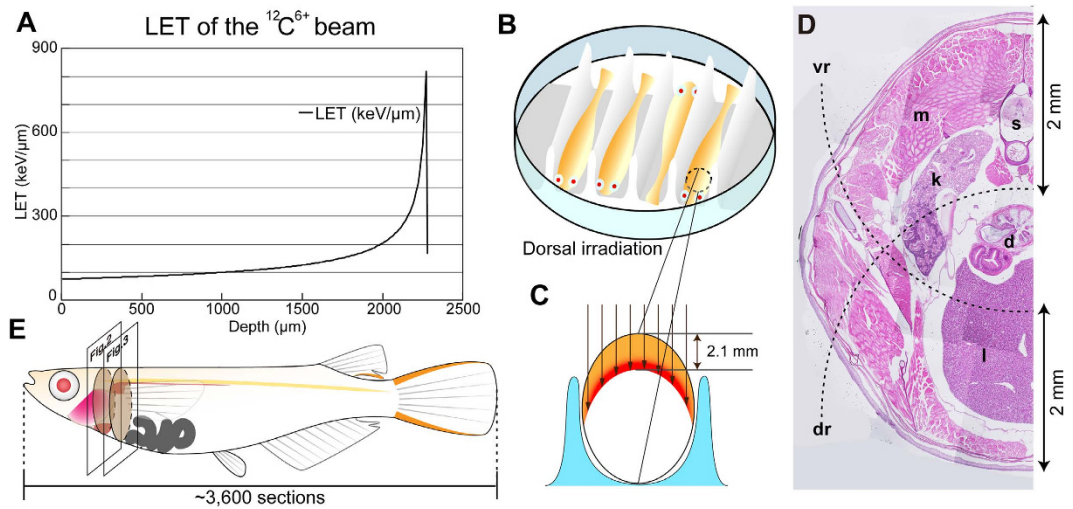 A
LET of the ¹²C⁶⁺ beam
900
600
300
0
LET (keV/µm)
LET (keV/µm)
0
500
1000
1500
2000
2500
Depth (µm)
B
Dorsal irradiation
C
2.1 mm
D
vr
m
s
k
d
l
dr
2 mm
2 mm
E
Fig.2
Fig.3
~3,600 sections